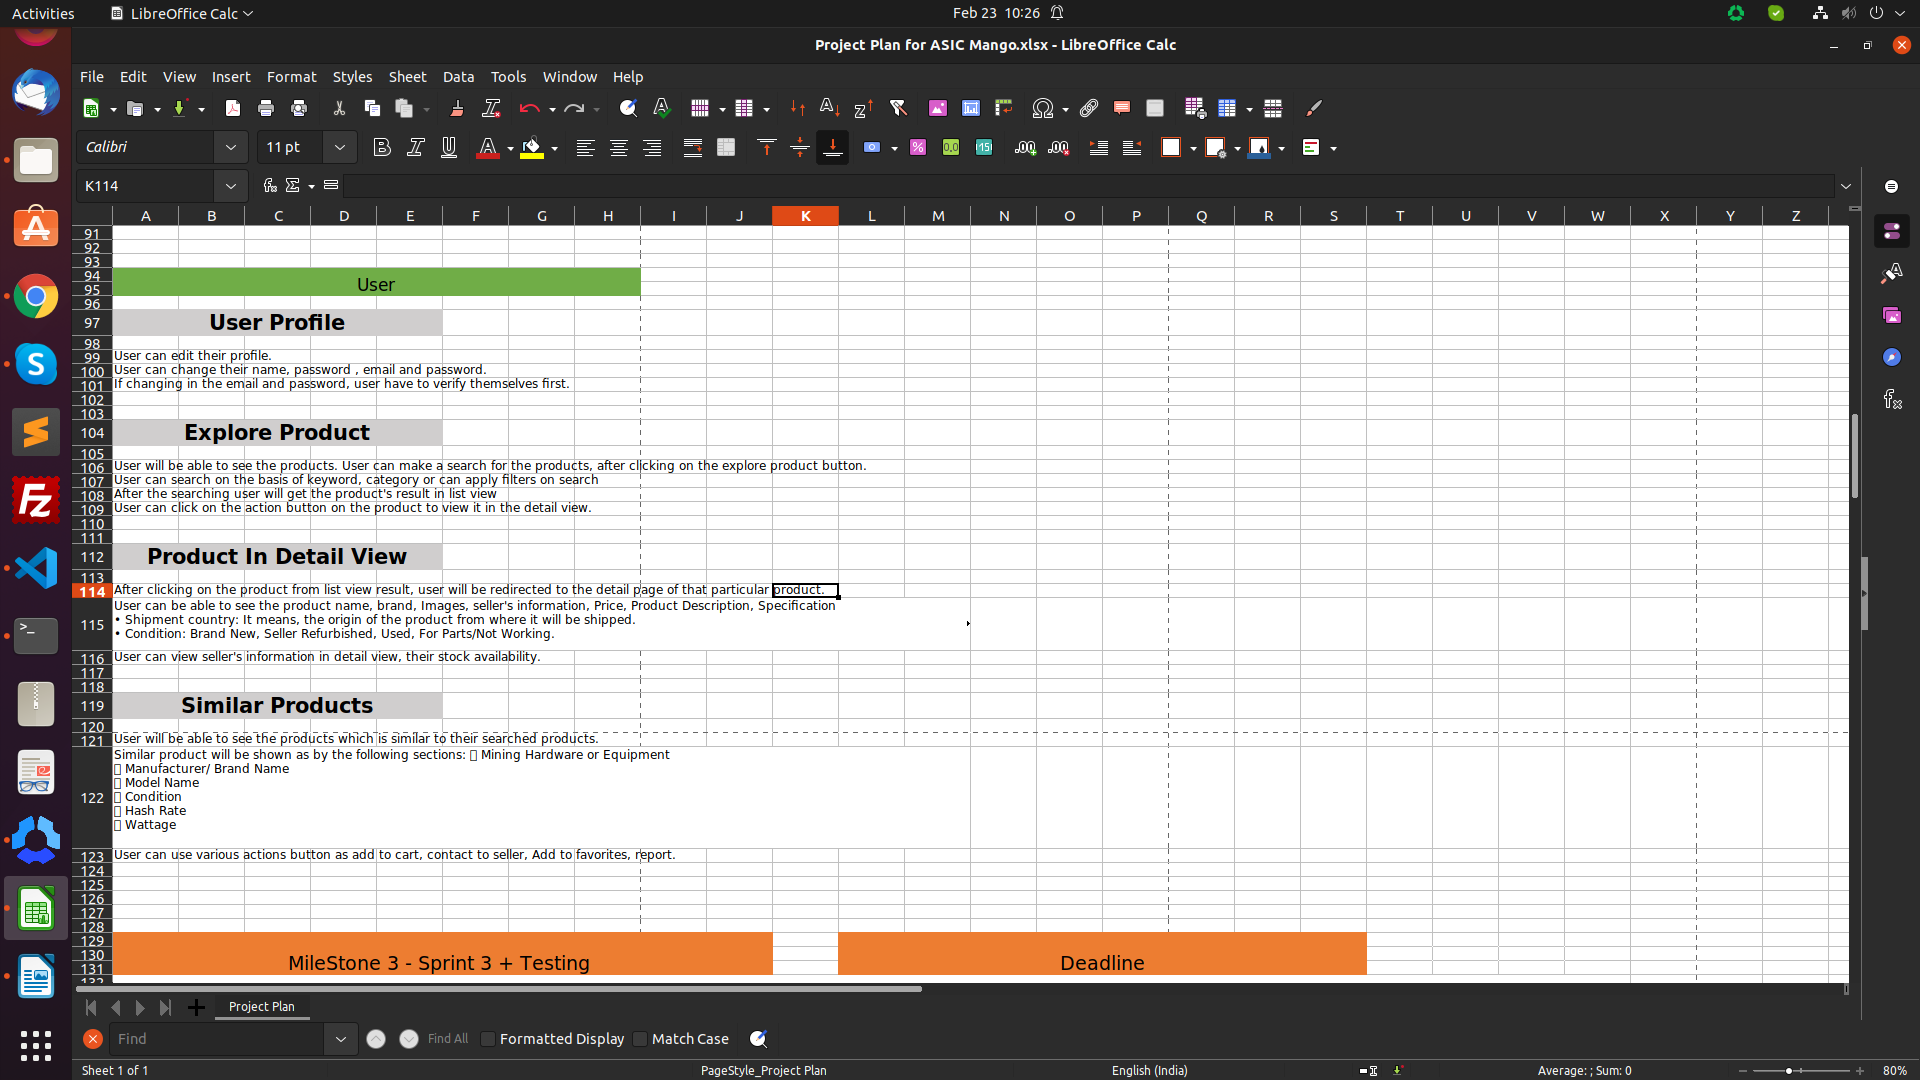 Activities LibreOffice Calc Feb 23 10:26
Project Plan for ASIC Mango.xlsx - LibreOffice Calc
File Edit View Insert Format Styles Sheet Data Tools Window Help
Calibri 11 pt
K114
A B C D E F G H I J K L M N O P Q R S T U V W X Y Z
91
92
93
94
95 User
96
97 User Profile
98
99 User can edit their profile.
100 User can change their name, password , email and password.
101 If changing in the email and password, user have to verify themselves first.
102
103
104 Explore Product
105
106 User will be able to see the products. User can make a search for the products, after clicking on the explore product button.
107 User can search on the basis of keyword, category or can apply filters on search
108 After the searching user will get the product's result in list view
109 User can click on the action button on the product to view it in the detail view.
110
111
112 Product In Detail View
113
114 After clicking on the product from list view result, user will be redirected to the detail page of that particular product.
User can be able to see the product name, brand, Images, seller's information, Price, Product Description, Specification
115 • Shipment country: It means, the origin of the product from where it will be shipped.
• Condition: Brand New, Seller Refurbished, Used, For Parts/Not Working.
116 User can view seller's information in detail view, their stock availability.
117
118
119 Similar Products
120
121 User will be able to see the products which is similar to their searched products.
Similar product will be shown as by the following sections: Mining Hardware or Equipment
Manufacturer/ Brand Name
Model Name
122 Condition
Hash Rate
Wattage
123 User can use various actions button as add to cart, contact to seller, Add to favorites, report.
124
125
126
127
128
129
130
131 MileStone 3 - Sprint 3 + Testing Deadline
Project Plan
Find Find All Formatted Display Match Case
Sheet 1 of 1 PageStyle_Project Plan English (India) Average: ; Sum: 0 80%